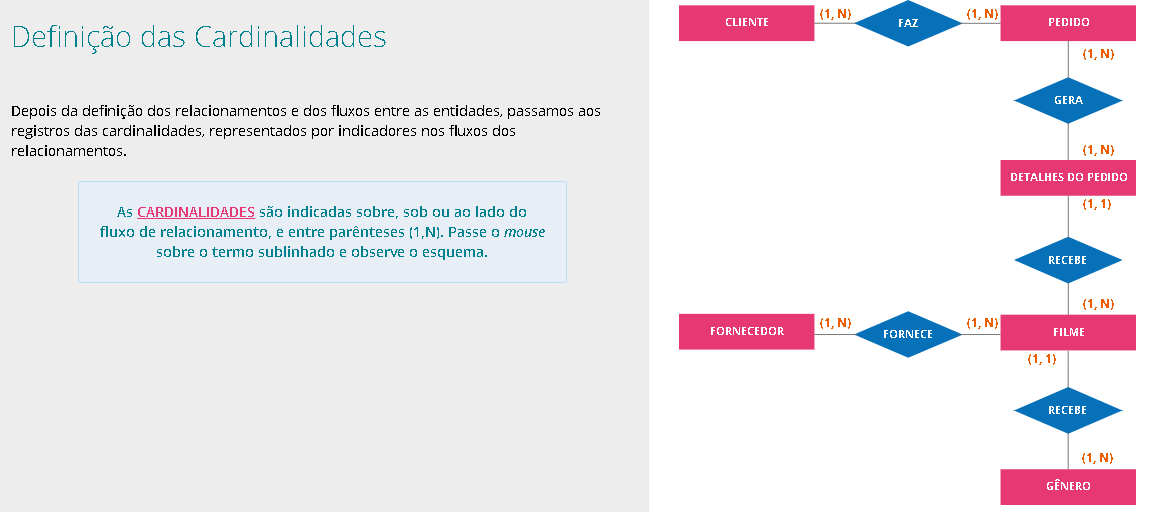 Definição das Cardinalidades
Depois da definição dos relacionamentos e dos fluxos entre as entidades, passamos aos
registros das cardinalidades, representados por indicadores nos fluxos dos
relacionamentos.
As CARDINALIDADES são indicadas sobre, sob ou ao lado do
fluxo de relacionamento, e entre parênteses (1,N). Passe o mouse
sobre o termo sublinhado e observe o esquema.
CLIENTE
(1, N)
FAZ
(1, N)
PEDIDO
(1, N)
GERA
(1, N)
DETALHES DO PEDIDO
(1, 1)
RECEBE
(1, N)
FORNECEDOR
(1, N)
FORNECE
(1, N)
FILME
(1, 1)
RECEBE
(1, N)
GÊNERO